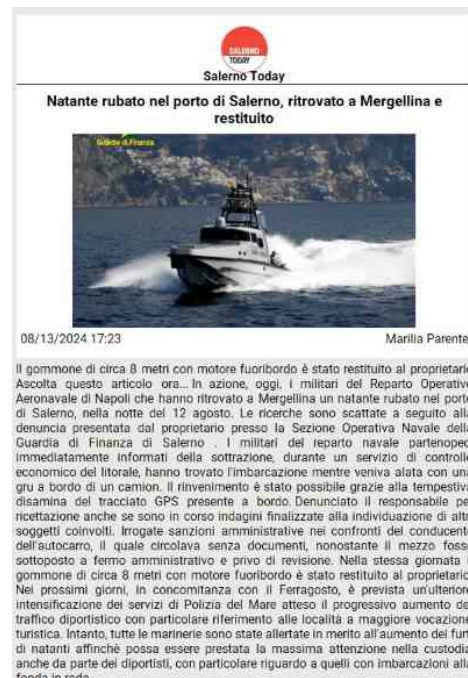 SALERNO
TODAY
Salerno Today
Natante rubato nel porto di Salerno, ritrovato a Mergellina e
restituito
Guardia di Finanza
08/13/2024 17:23
Marilia Parente
Il gommone di circa 8 metri con motore fuoribordo è stato restituito al proprietario
Ascolta questo articolo ora... In azione, oggi, i militari del Reparto Operativo
Aeronavale di Napoli che hanno ritrovato a Mergellina un natante rubato nel porto
di Salerno, nella notte del 12 agosto. Le ricerche sono scattate a seguito alla
denuncia presentata dal proprietario presso la Sezione Operativa Navale della
Guardia di Finanza di Salerno . I militari del reparto navale partenopeo
immediatamente informati della sottrazione, durante un servizio di controllo
economico del litorale, hanno trovato l'imbarcazione mentre veniva alata con una
gru a bordo di un camion. Il rinvenimento è stato possibile grazie alla tempestiva
disamina del tracciato GPS presente a bordo. Denunciato il responsabile per
ricettazione anche se sono in corso indagini finalizzate alla individuazione di altri
soggetti coinvolti. Irrogate sanzioni amministrative nei confronti del conducente
dell'autocarro, il quale circolava senza documenti, nonostante il mezzo fosse
sottoposto a fermo amministrativo e privo di revisione. Nella stessa giornata i
gommone di circa 8 metri con motore fuoribordo è stato restituito al proprietario
Nei prossimi giorni, in concomitanza con il Ferragosto, è prevista un'ulteriore
intensificazione dei servizi di Polizia del Mare atteso il progressivo aumento del
traffico diportistico con particolare riferimento alle località a maggiore vocazione
turistica. Intanto, tutte le marinerie sono state allertate in merito all'aumento dei furti
di natanti affinché possa essere prestata la massima attenzione nella custodia
anche da parte dei diportisti, con particolare riguardo a quelli con imbarcazioni alla
fonda in rada